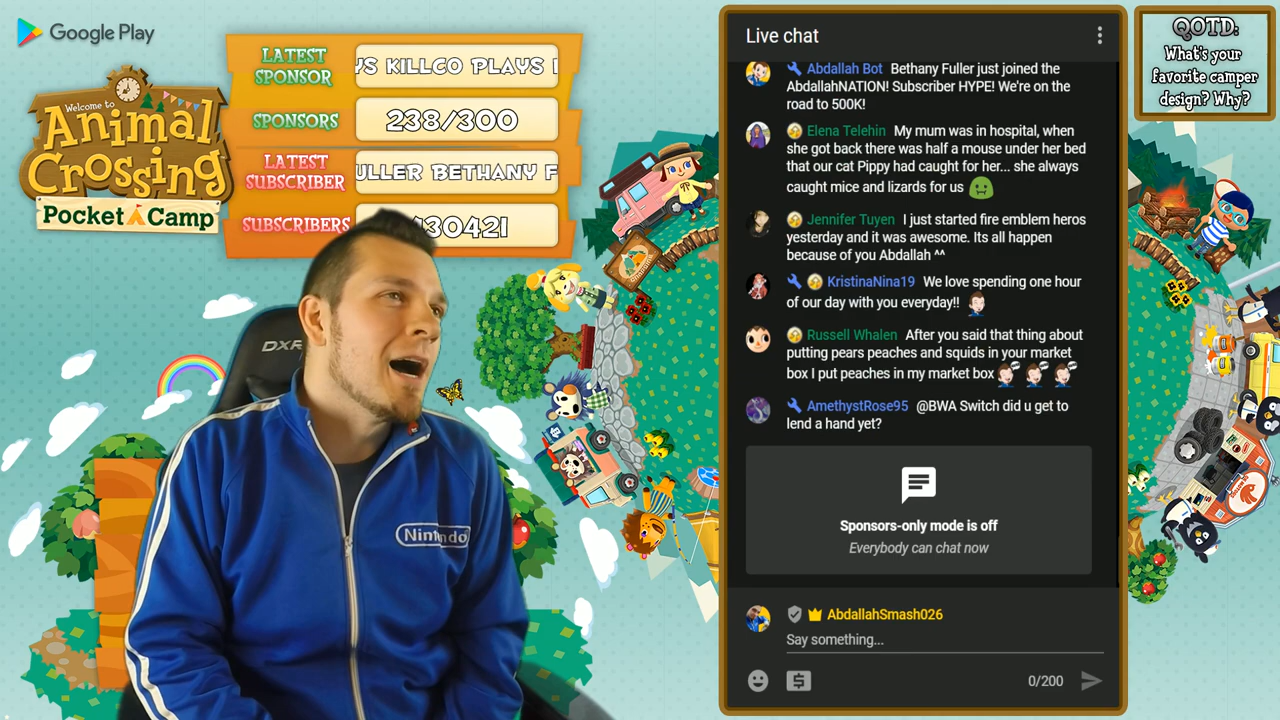 Google Play
Welcome to
Animal
Crossing
Pocket Camp
LATEST
SPONSOR
YS KILLGO PLAYS
SPONSORS
238/300
LATEST
SUBSCRIBER
ULLER BETHANY F
SUBSCRIBERS
30421
DXR
Nintendo
Live chat
Abdallah Bot Bethany Fuller just joined the
AbdallahNATION! Subscriber HYPE! We're on the
road to 500K!
Elena Telehin My mum was in hospital, when
she got back there was half a mouse under her bed
that our cat Pippy had caught for her... she always
caught mice and lizards for us
Jennifer Tuyen I just started fire emblem heros
yesterday and it was awesome. Its all happen
because of you Abdallah ^^
KristinaNina19 We love spending one hour
of our day with you everyday!!
Russell Whalen After you said that thing about
putting pears peaches and squids in your market
box I put peaches in my market box
AmethystRose95 @BWA Switch did u get to
lend a hand yet?
Sponsors-only mode is off
Everybody can chat now
AbdallahSmash026
Say something...
0/200
QOTD:
What's your
favorite camper
design? Why?